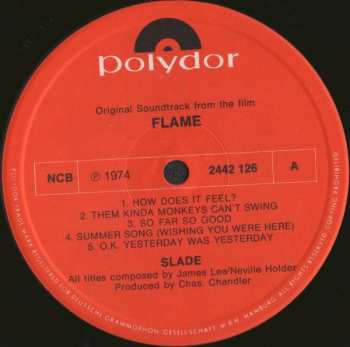 polydor
Original Soundtrack from the film
FLAME
NCB
℗ 1974
2442 126
A
1. HOW DOES IT FEEL?
2. THEM KINDA MONKEYS CAN'T SWING
3. SO FAR SO GOOD
4. SUMMER SONG (WISHING YOU WERE HERE)
5. O.K. YESTERDAY WAS YESTERDAY
SLADE
All titles composed by James Lea/Neville Holder
Produced by Chas. Chandler